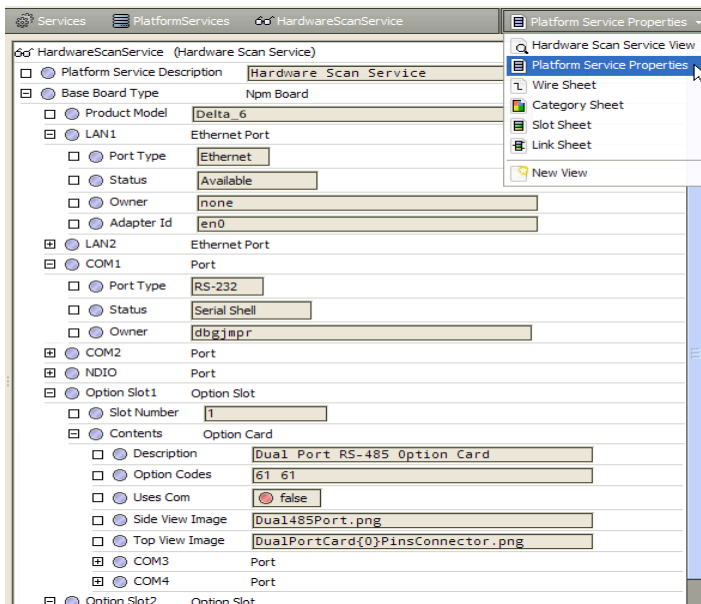 Services PlatformServices HardwareScanService Platform Service Properties
HardwareScanService (Hardware Scan Service)
Hardware Scan Service View
Platform Service Properties
Wire Sheet
Category Sheet
Slot Sheet
Link Sheet
New View
Platform Service Description Hardware Scan Service
Base Board Type Npm Board
Product Model Delta_6
LAN1 Ethernet Port
Port Type Ethernet
Status Available
Owner none
Adapter Id en0
LAN2 Ethernet Port
COM1 Port
Port Type RS-232
Status Serial Shell
Owner dbgjmpr
COM2 Port
NDIO Port
Option Slot1 Option Slot
Slot Number 1
Contents Option Card
Description Dual Port RS-485 Option Card
Option Codes 61 61
Uses Com false
Side View Image Dual485Port.png
Top View Image DualPortCard{0}PinsConnector.png
COM3 Port
COM4 Port
Option Slot2 Option Slot